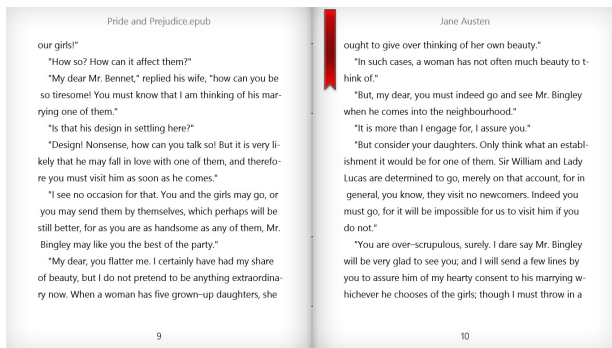 Pride and Prejudice.epub
our girls!"
"How so? How can it affect them?"
"My dear Mr. Bennet," replied his wife, "how can you be
so tiresome! You must know that I am thinking of his mar-
rying one of them."
"Is that his design in settling here?"
"Design! Nonsense, how can you talk so! But it is very li-
kely that he may fall in love with one of them, and therefo-
re you must visit him as soon as he comes."
"I see no occasion for that. You and the girls may go, or
you may send them by themselves, which perhaps will be
still better, for as you are as handsome as any of them, Mr.
Bingley may like you the best of the party."
"My dear, you flatter me. I certainly have had my share
of beauty, but I do not pretend to be anything extraordina-
ry now. When a woman has five grown–up daughters, she
9
Jane Austen
ought to give over thinking of her own beauty."
"In such cases, a woman has not often much beauty to t-
hink of."
"But, my dear, you must indeed go and see Mr. Bingley
when he comes into the neighbourhood."
"It is more than I engage for, I assure you."
"But consider your daughters. Only think what an establ-
ishment it would be for one of them. Sir William and Lady
Lucas are determined to go, merely on that account, for in
general, you know, they visit no newcomers. Indeed you
must go, for it will be impossible for us to visit him if you
do not."
"You are over–scrupulous, surely. I dare say Mr. Bingley
will be very glad to see you; and I will send a few lines by
you to assure him of my hearty consent to his marrying w-
hichever he chooses of the girls; though I must throw in a
10